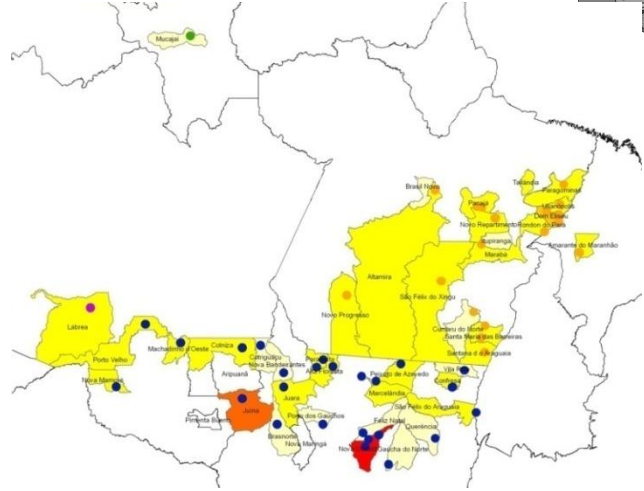 Mucajaí
Brasil Novo
Tailândia
Paragominas
Pacajá
Ulianópolis
Dom Eliseu
Novo Repartimento
Rondon do Pará
Itupiranga
Amarante do Maranhão
Marabá
Altamira
São Félix do Xingu
Novo Progresso
Cumaru do Norte
Santa Maria das Barreiras
Santana do Araguaia
Lábrea
Porto Velho
Machadinho d'Oeste
Colniza
Cotriguaçu
Nova Bandeirantes
Nova Mamoré
Aripuanã
Alta Floresta
Peixoto de Azevedo
Vila Rica
Confresa
Juína
Juara
Marcelândia
São Félix do Araguaia
Pimenta Bueno
Porto dos Gaúchos
Brasnorte
Nova Maringá
Feliz Natal
Querência
Gaúcha do Norte